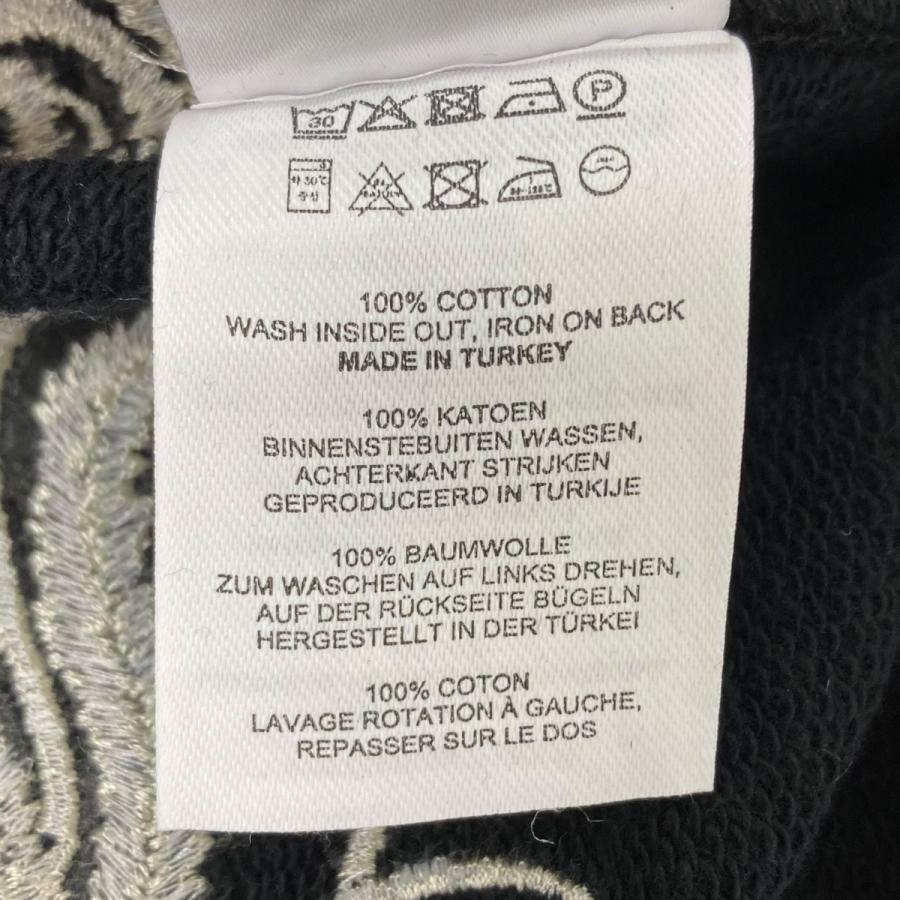 30
P
100% COTTON
WASH INSIDE OUT, IRON ON BACK
MADE IN TURKEY
100% KATOEN
BINNENSTEBUITEN WASSEN,
ACHTERKANT STRIJKEN
GEPRODUCEERD IN TURKIJE
100% BAUMWOLLE
ZUM WASCHEN AUF LINKS DREHEN,
AUF DER RÜCKSEITE BÜGELN
HERGESTELLT IN DER TÜRKEI
100% COTON
LAVAGE ROTATION À GAUCHE,
REPASSER SUR LE DOS